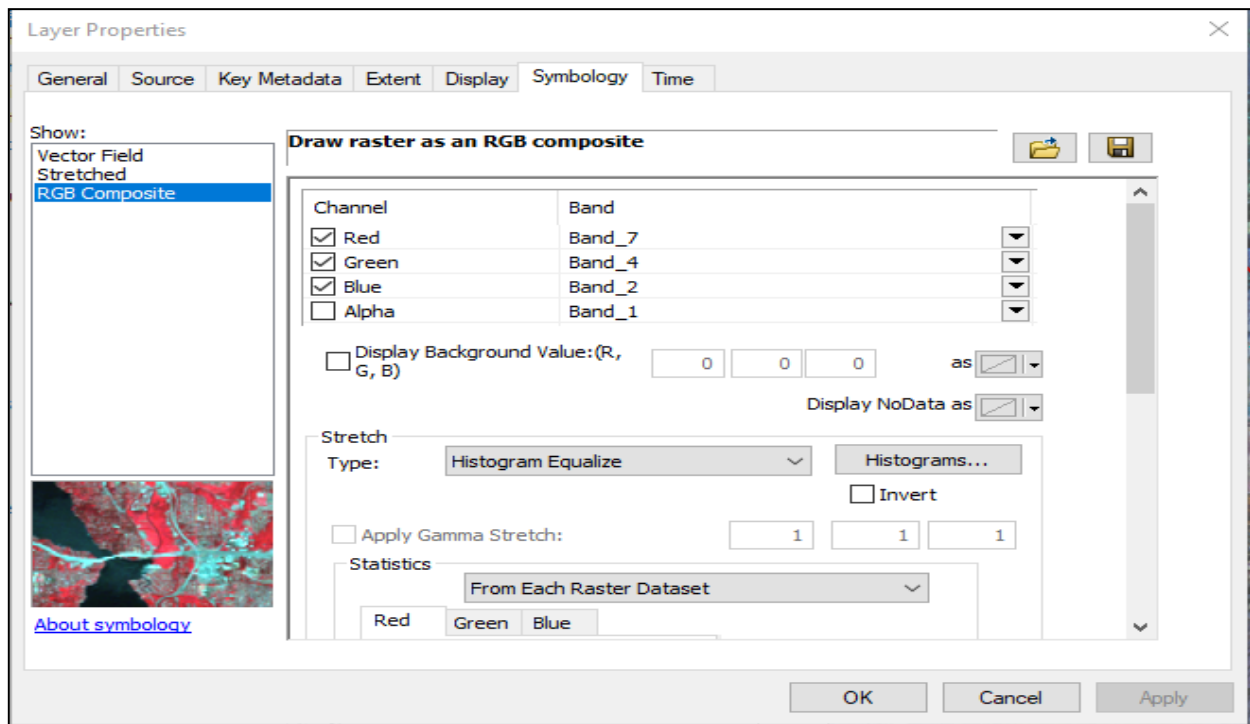 Layer Properties
General Source Key Metadata Extent Display Symbology Time
Show:
Vector Field
Stretched
RGB Composite
About symbology
Draw raster as an RGB composite
Channel Band
Red Band_7
Green Band_4
Blue Band_2
Alpha Band_1
Display Background Value:(R,
G, B) 0 0 0 as
Display NoData as
Stretch
Type: Histogram Equalize Histograms...
Invert
Apply Gamma Stretch: 1 1 1
Statistics
From Each Raster Dataset
Red Green Blue
OK Cancel Apply